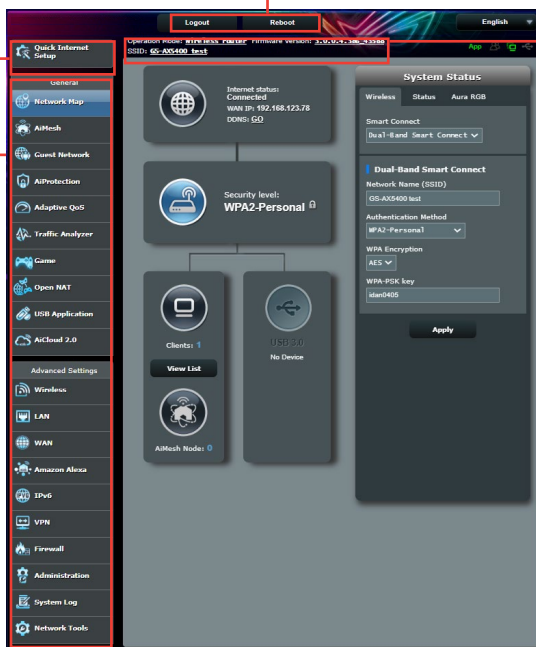 Logout Reboot English
Quick Internet Setup
Operation Mode: Wireless router Firmware Version: 3.0.0.4.386_43588
SSID: GS-AX5400 test
App
General
Network Map
AiMesh
Guest Network
AiProtection
Adaptive QoS
Traffic Analyzer
Game
Open NAT
USB Application
AiCloud 2.0
Advanced Settings
Wireless
LAN
WAN
Amazon Alexa
IPv6
VPN
Firewall
Administration
System Log
Network Tools
Internet status:
Connected
WAN IP: 192.168.123.78
DDNS: GO
Security level:
WPA2-Personal
Clients: 1
View List
AiMesh Node: 0
USB 3.0
No Device
System Status
Wireless Status Aura RGB
Smart Connect
Dual-Band Smart Connect
Dual-Band Smart Connect
Network Name (SSID)
GS-AX5400 test
Authentication Method
WPA2-Personal
WPA Encryption
AES
WPA-PSK key
idan0405
Apply